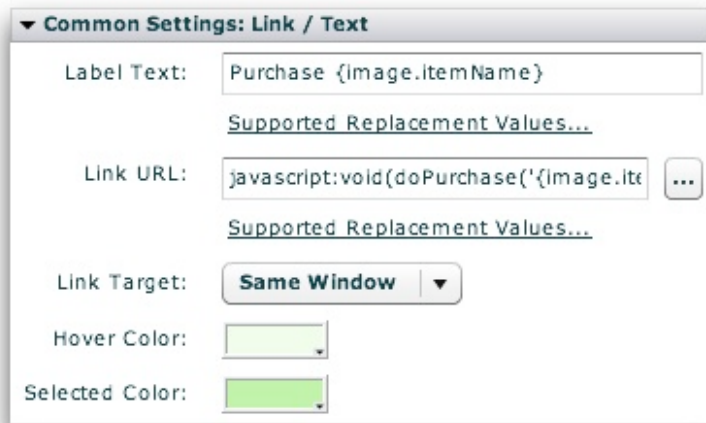 Common Settings: Link / Text
Label Text: Purchase {image.itemName}
Supported Replacement Values...
Link URL: javascript:void(doPurchase('{image.ite ...
Supported Replacement Values...
Link Target: Same Window
Hover Color:
Selected Color: